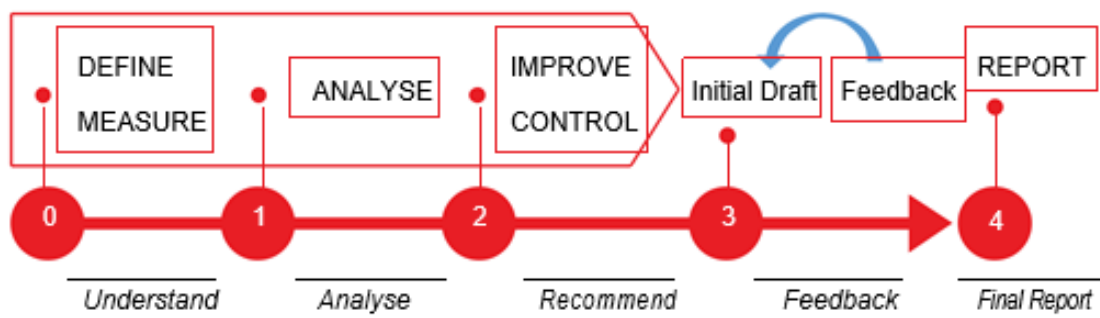 DEFINE
MEASURE
ANALYSE
IMPROVE
CONTROL
Initial Draft
Feedback
REPORT
0
1
2
3
4
Understand
Analyse
Recommend
Feedback
Final Report